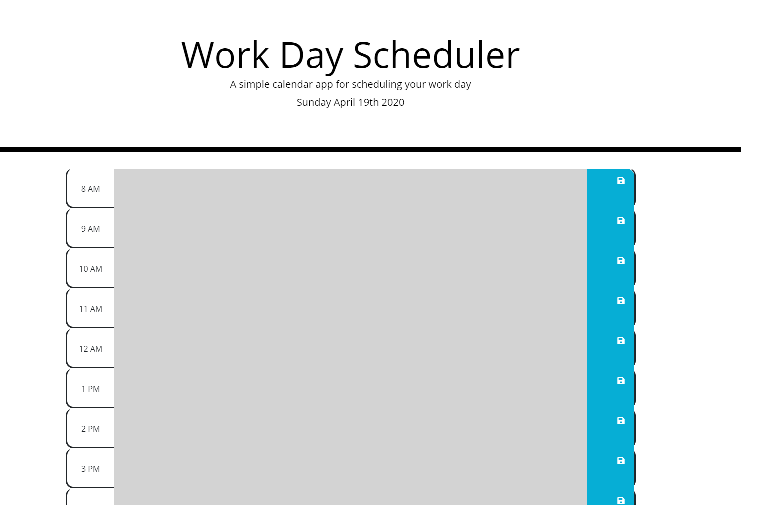 Work Day Scheduler
A simple calendar app for scheduling your work day
Sunday April 19th 2020
8 AM
9 AM
10 AM
11 AM
12 AM
1 PM
2 PM
3 PM